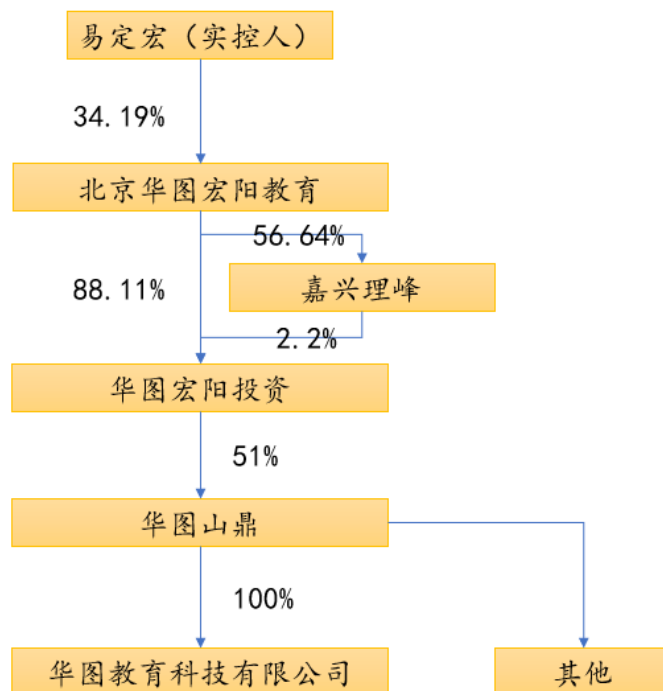 易定宏（实控人）
34.19%
北京华图宏阳教育
56.64%
88.11%
嘉兴理峰
2.2%
华图宏阳投资
51%
华图山鼎
100%
华图教育科技有限公司
其他